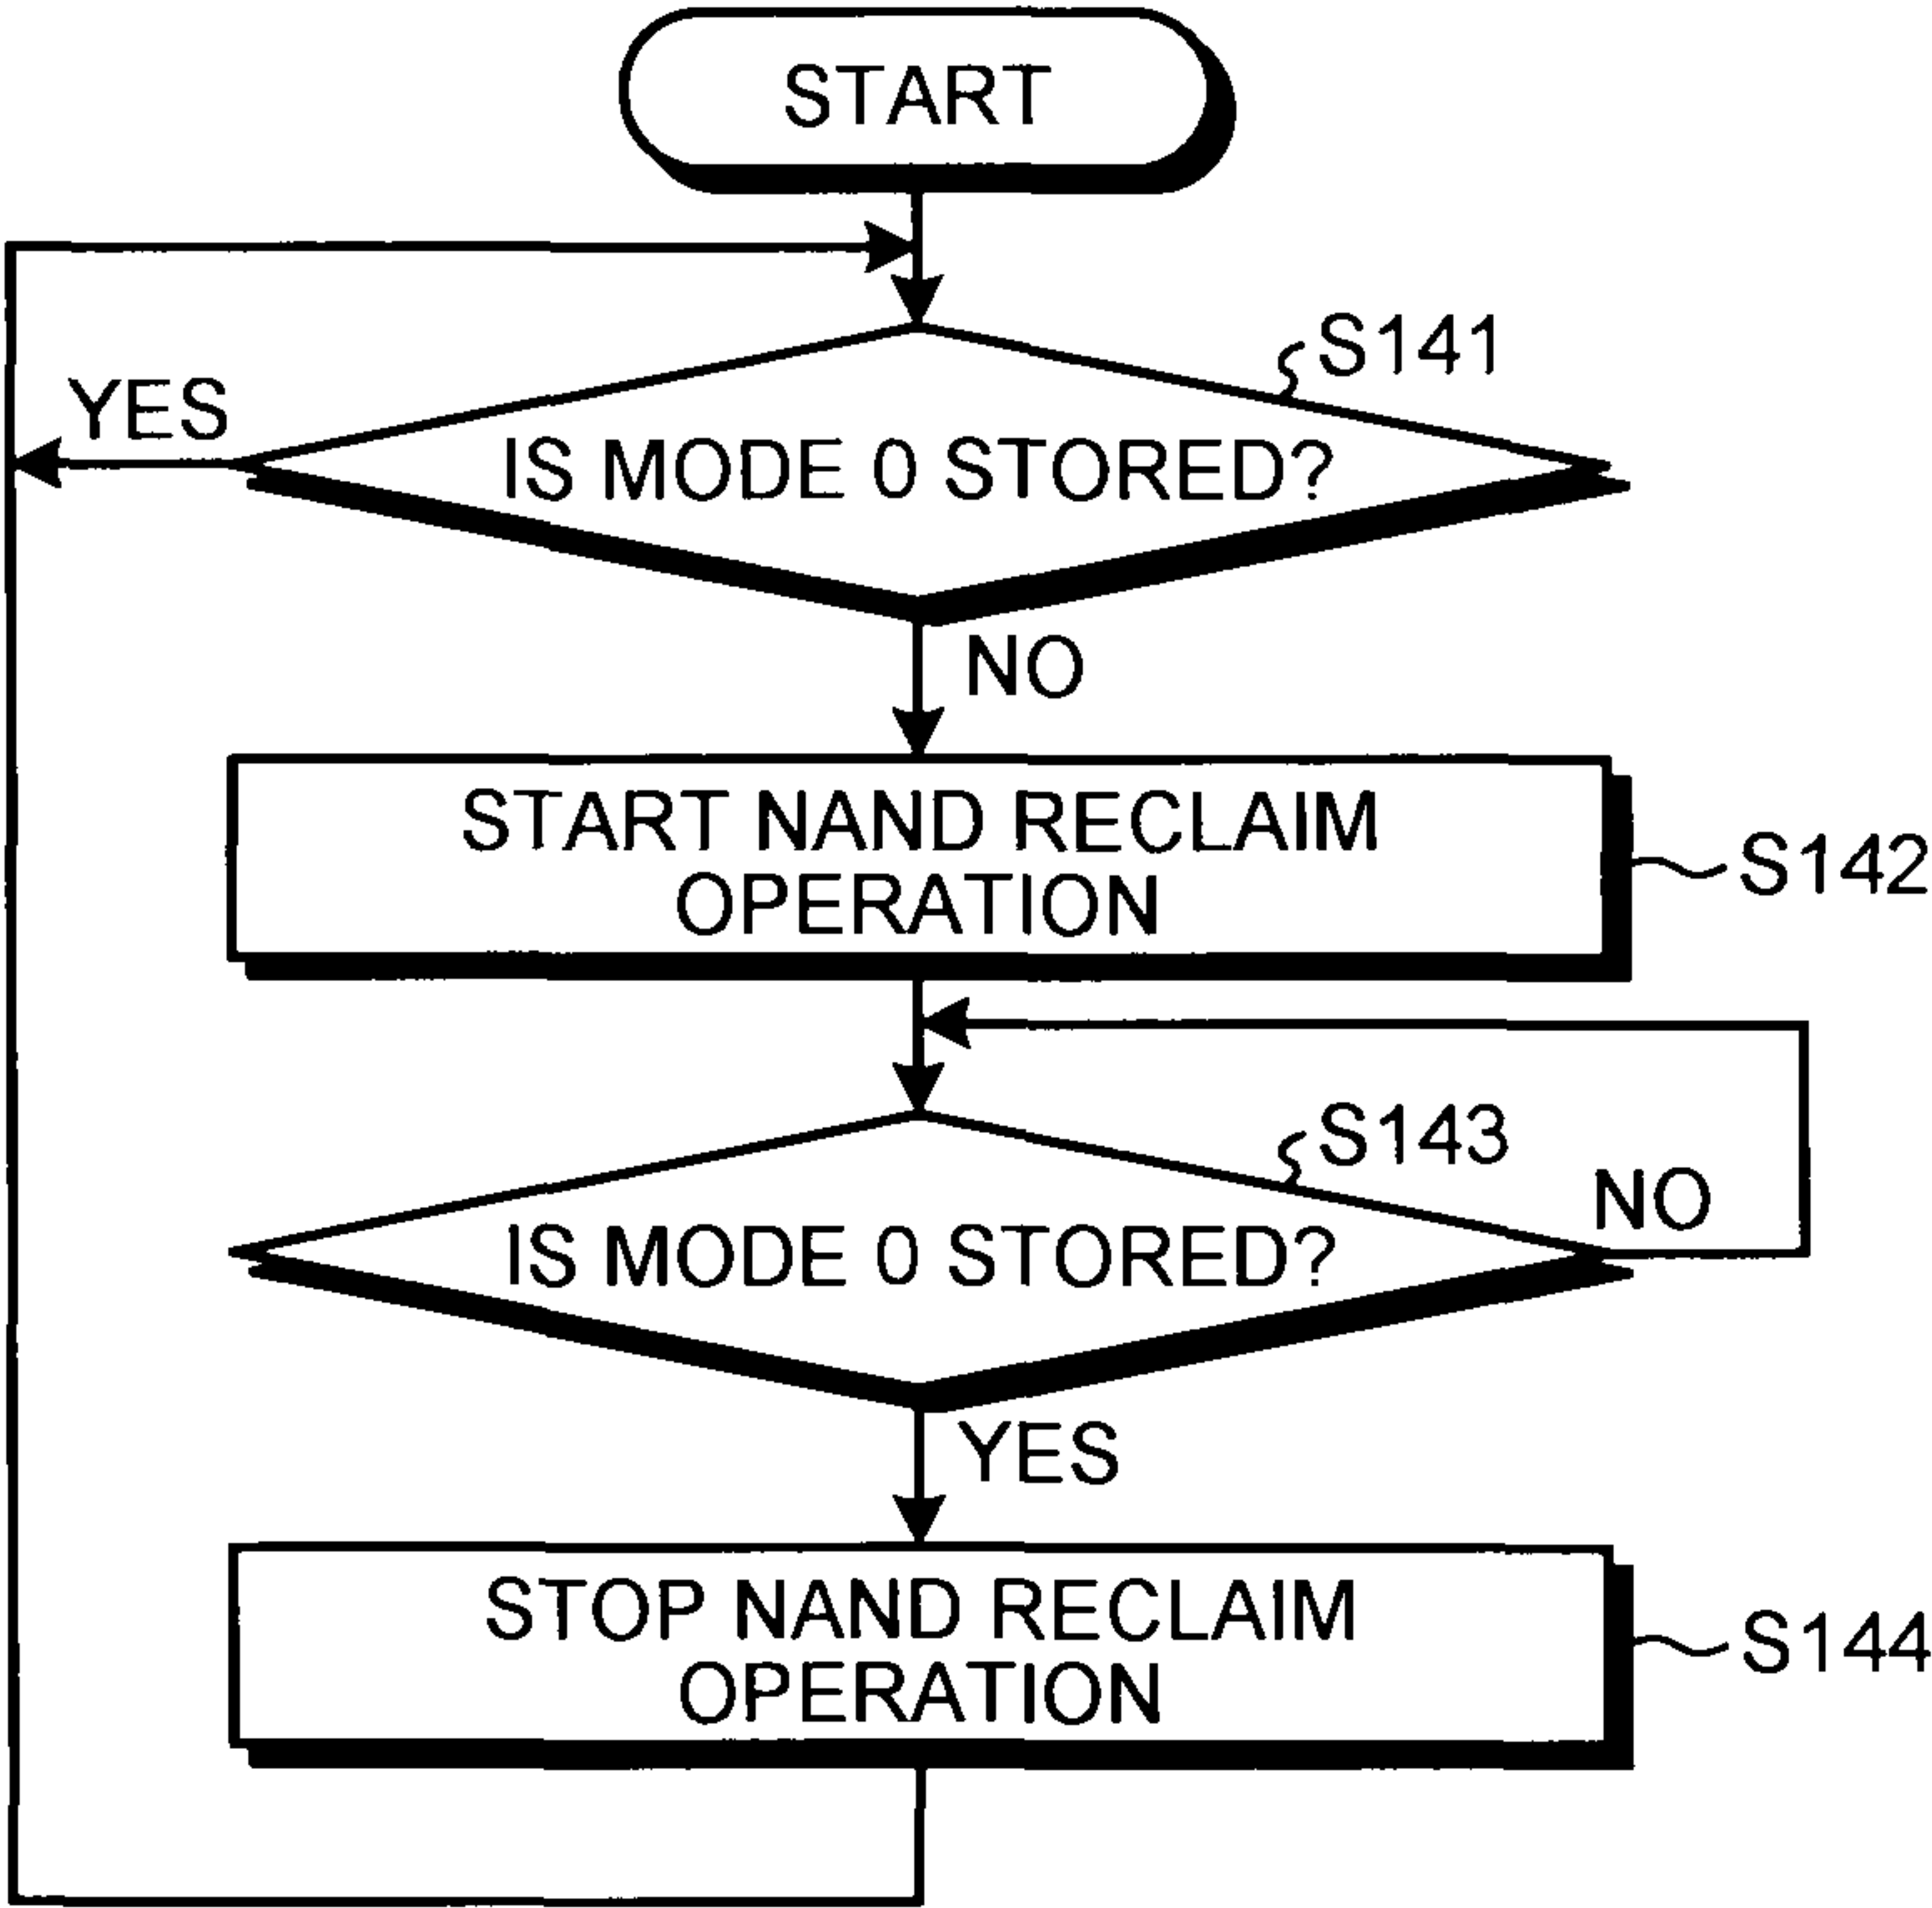 START
S141
YES
IS MODE 0 STORED?
NO
START NAND RECLAIM
OPERATION
S142
S143
NO
IS MODE 0 STORED?
YES
STOP NAND RECLAIM
OPERATION
S144